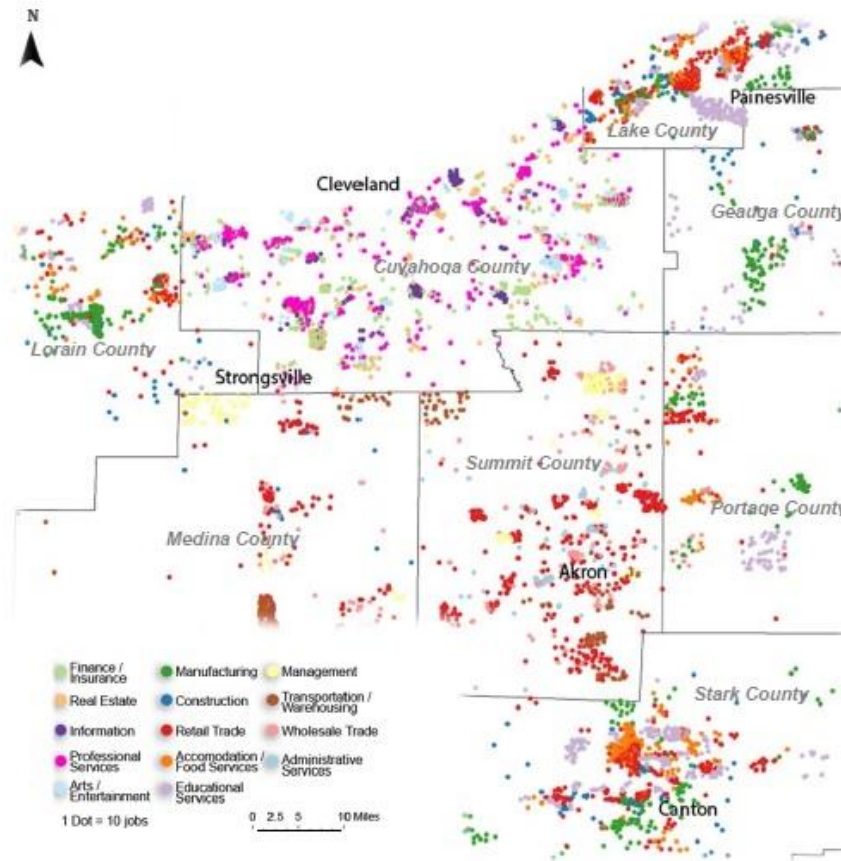 N
Painesville
Lake County
Cleveland
Geauga County
Cuyahoga County
Lorain County
Strongsville
Summit County
Medina County
Portage County
Akron
Stark County
Canton
Finance /
Insurance
Real Estate
Information
Professional
Services
Arts /
Entertainment
Manufacturing
Construction
Retail Trade
Accomodation /
Food Services
Educational
Services
Management
Transportation /
Warehousing
Wholesale Trade
Administrative
Services
1 Dot = 10 jobs
0 2.5 5 10 Miles